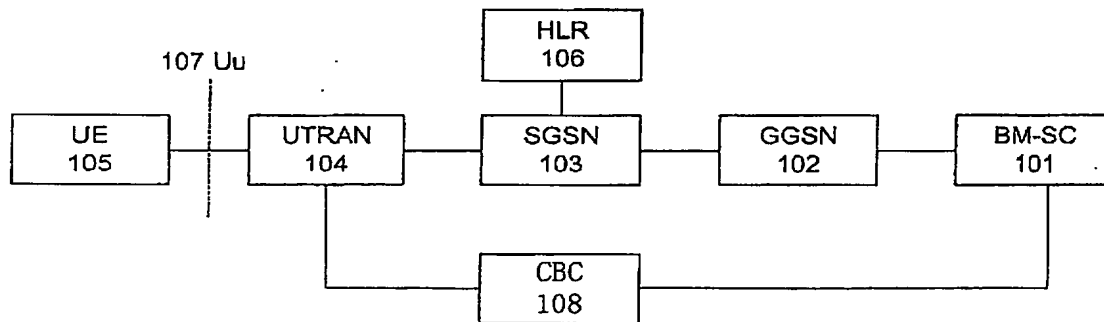 HLR
106
107 Uu
UE
105
UTRAN
104
SGSN
103
GGSN
102
BM-SC
101
CBC
108